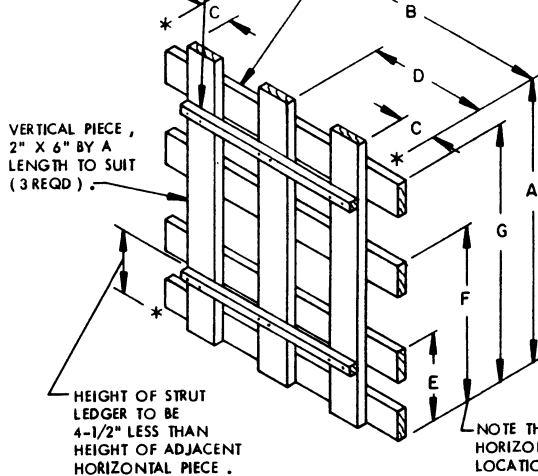 C
B
*
D
C
*
VERTICAL PIECE,
2" X 6" BY A
LENGTH TO SUIT
(3 REQD).
A
G
F
E
*
HEIGHT OF STRUT
LEDGER TO BE
4-1/2" LESS THAN
HEIGHT OF ADJACENT
HORIZONTAL PIECE.
NOTE TH
HORIZO
LOCATIO